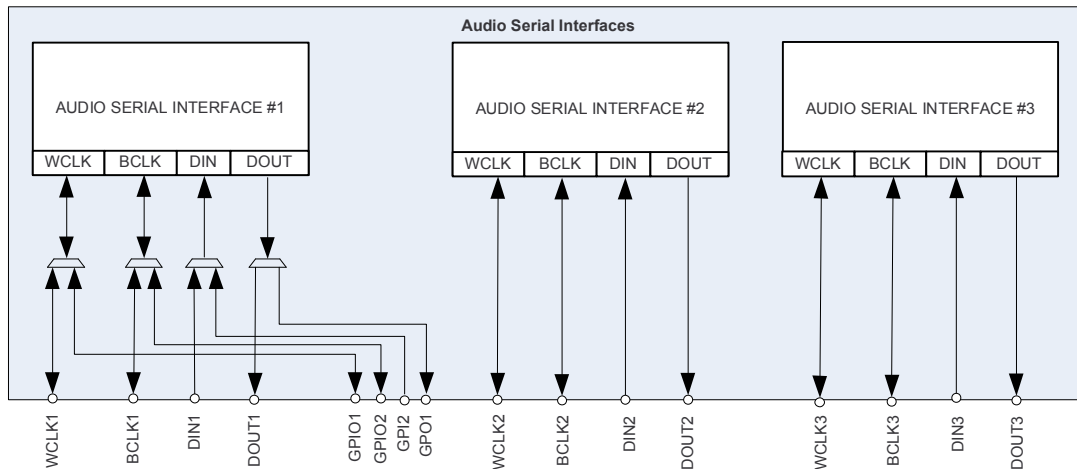 Audio Serial Interfaces
AUDIO SERIAL INTERFACE #1
WCLK
BCLK
DIN
DOUT
AUDIO SERIAL INTERFACE #2
WCLK
BCLK
DIN
DOUT
AUDIO SERIAL INTERFACE #3
WCLK
BCLK
DIN
DOUT
WCLK1
BCLK1
DIN1
DOUT1
GPIO1
GPIO2
GPI2
GPO1
WCLK2
BCLK2
DIN2
DOUT2
WCLK3
BCLK3
DIN3
DOUT3